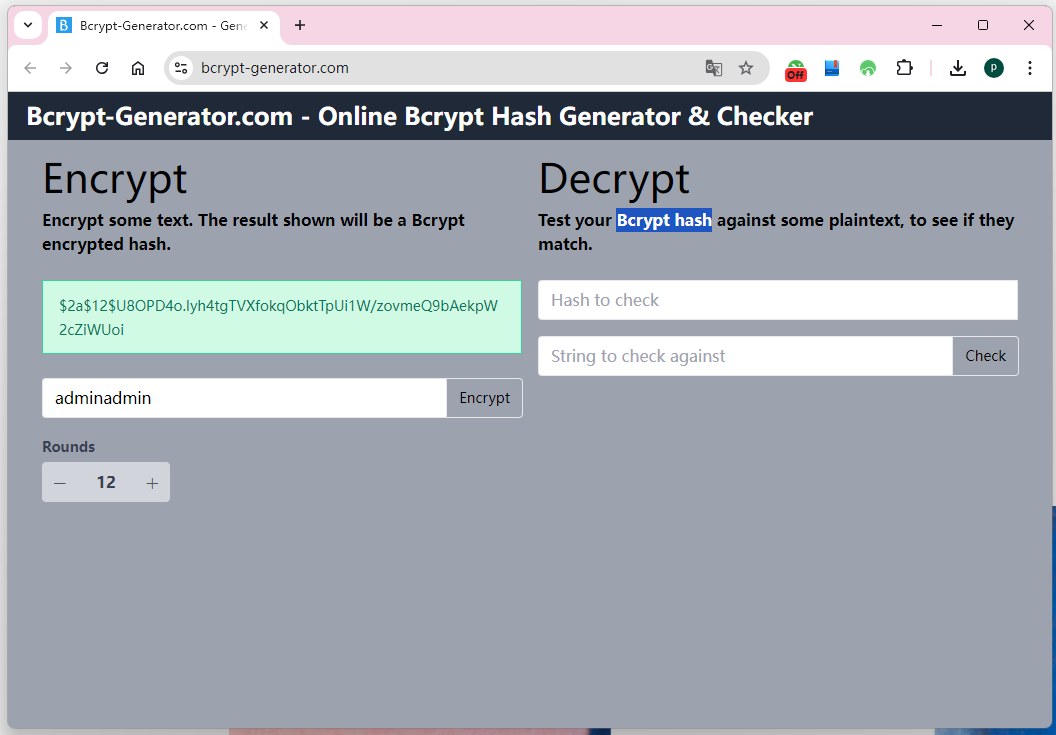 Bcrypt-Generator.com - Gene
bcrypt-generator.com
Off
P
Bcrypt-Generator.com - Online Bcrypt Hash Generator & Checker
Encrypt
Encrypt some text. The result shown will be a Bcrypt
encrypted hash.
$2a$12$U8OPD4o.lyh4tgTVXfokqObktTpUi1W/zovmeQ9bAekpW
2cZiWUoi
adminadmin
Encrypt
Rounds
12
Decrypt
Test your Bcrypt hash against some plaintext, to see if they
match.
Hash to check
String to check against
Check